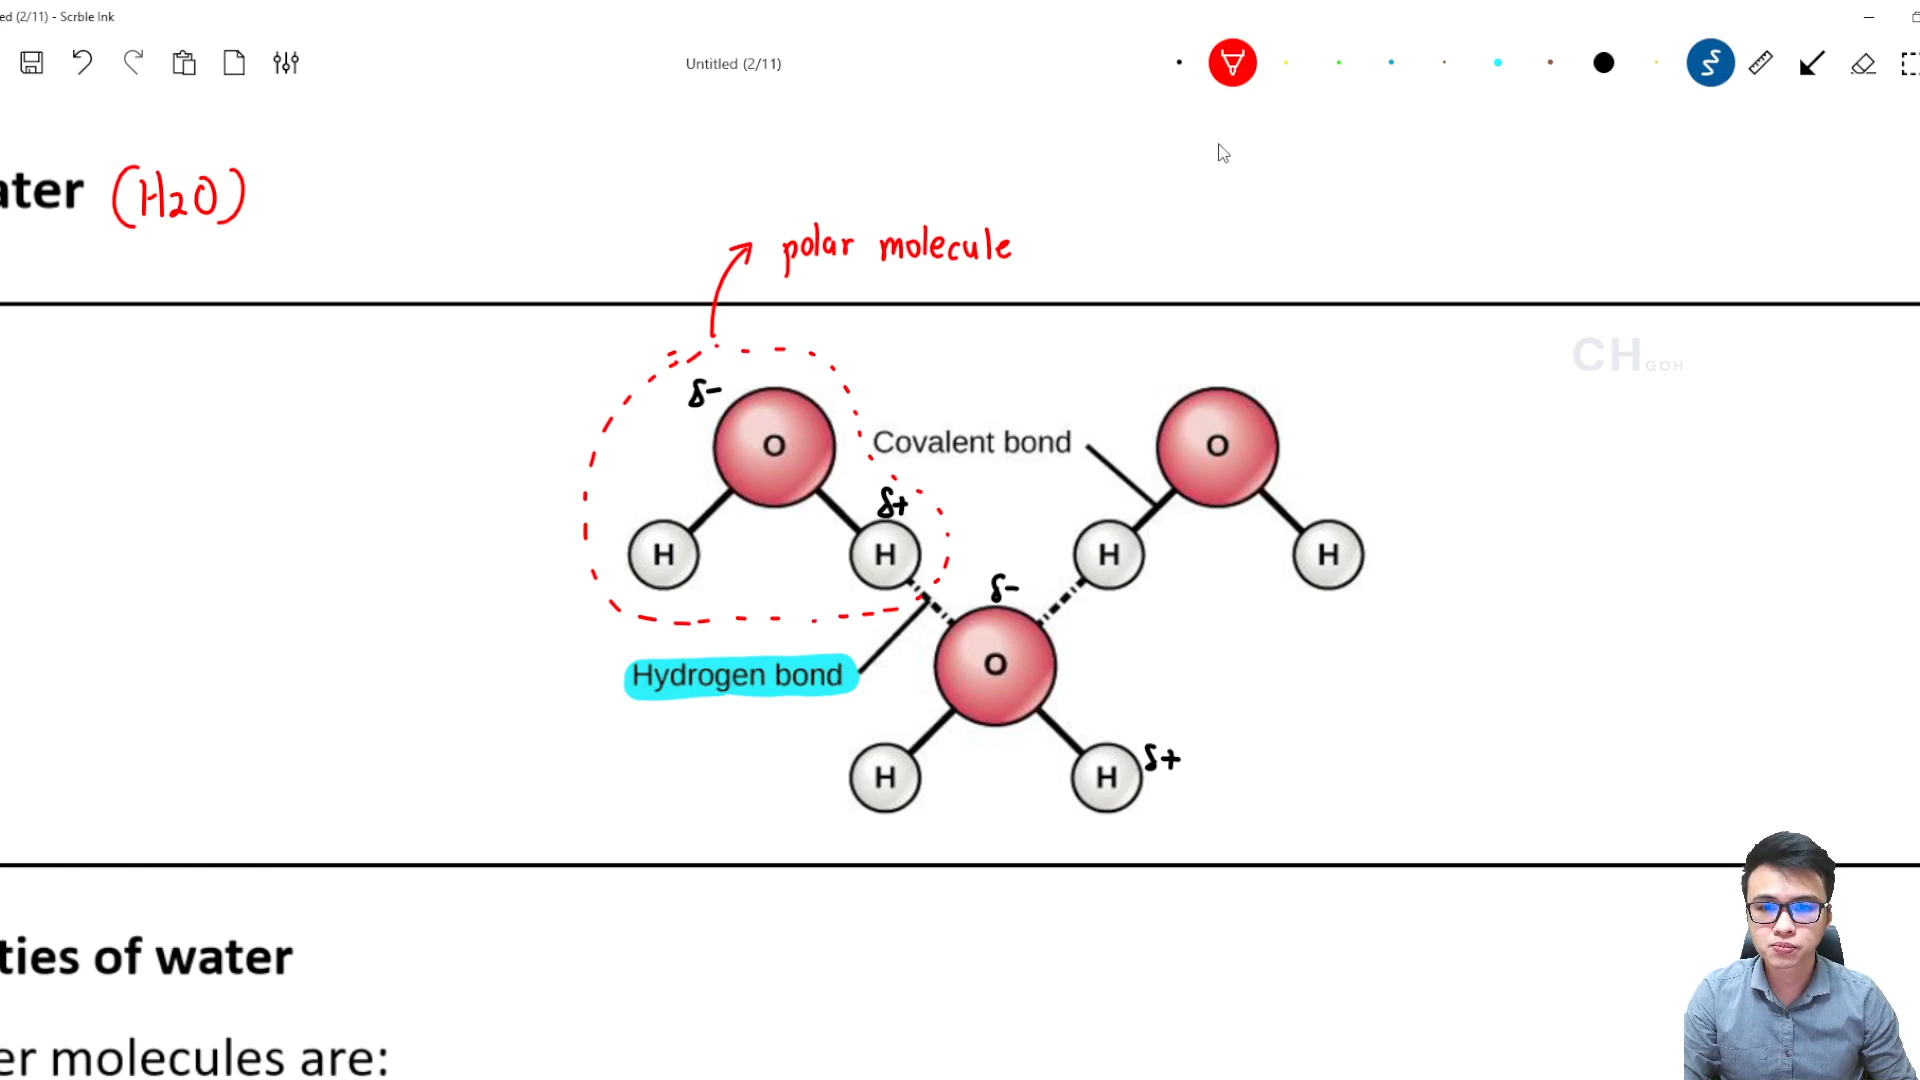 ed (2/11) - Scrble Ink
Untitled (2/11)
ater (H2O)
polar molecule
CH GOH
δ-
O
Covalent bond
O
δ+
H
H
H
H
δ-
O
Hydrogen bond
H
H
δ+
ties of water
er molecules are: